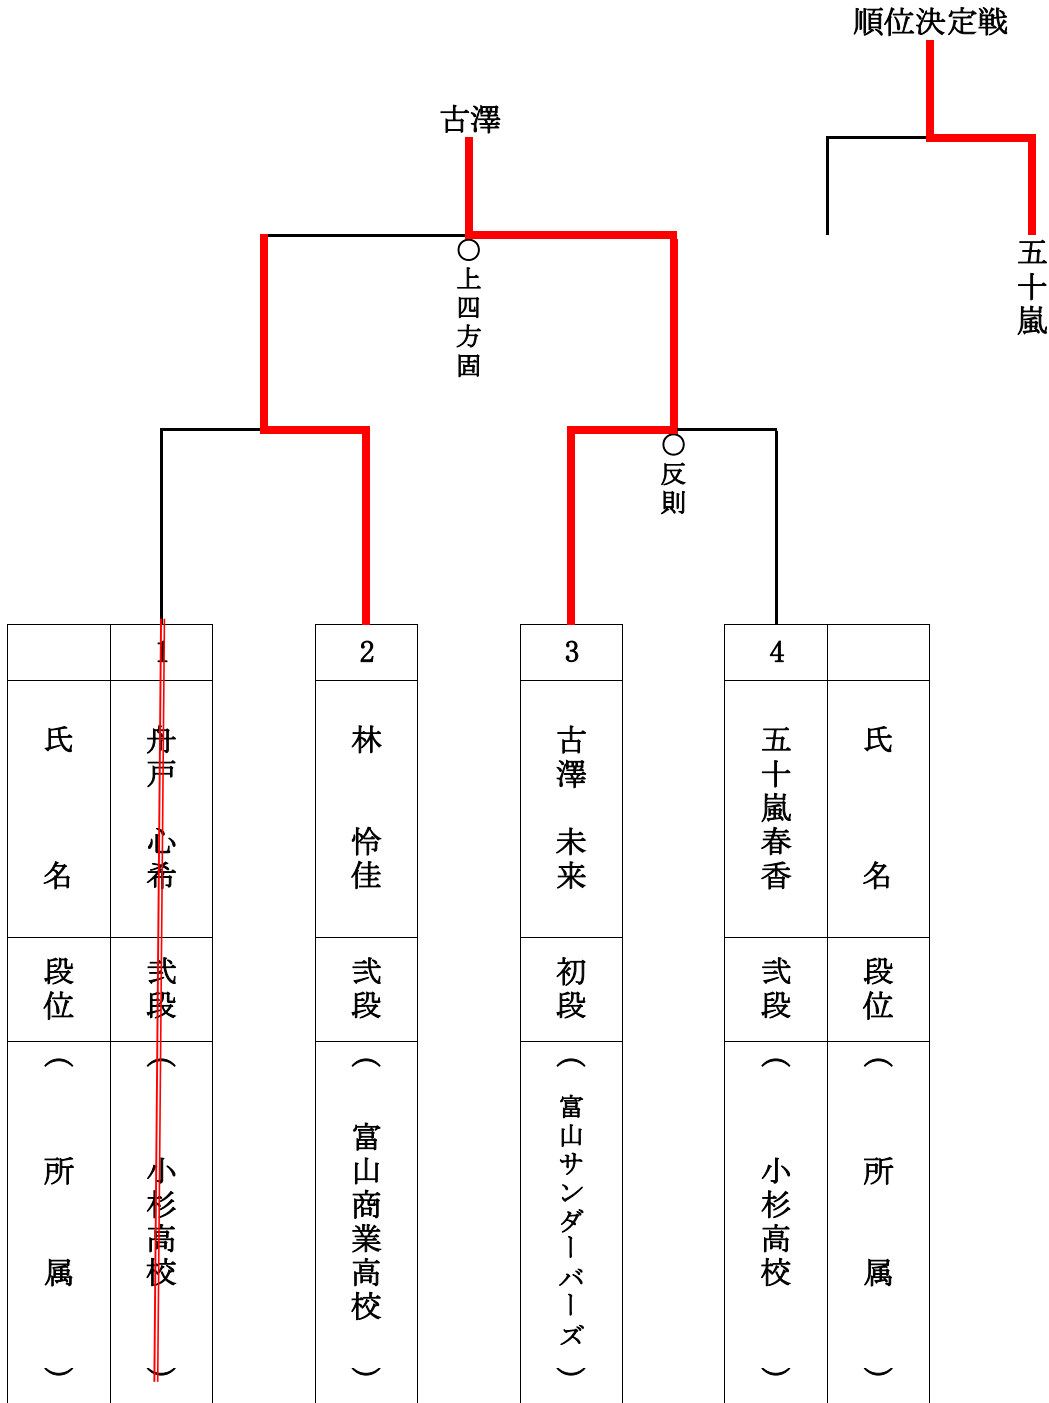 順位決定戦
古澤
五十嵐
○上四方固
○反則
1
2
3
4
氏名
舟戸 心希
林 怜佳
古澤 未来
五十嵐春香
氏名
段位
弐段
弐段
初段
弐段
段位
（所属）
（小杉高校）
（富山商業高校）
（富山サンダーバーズ）
（小杉高校）
（所属）